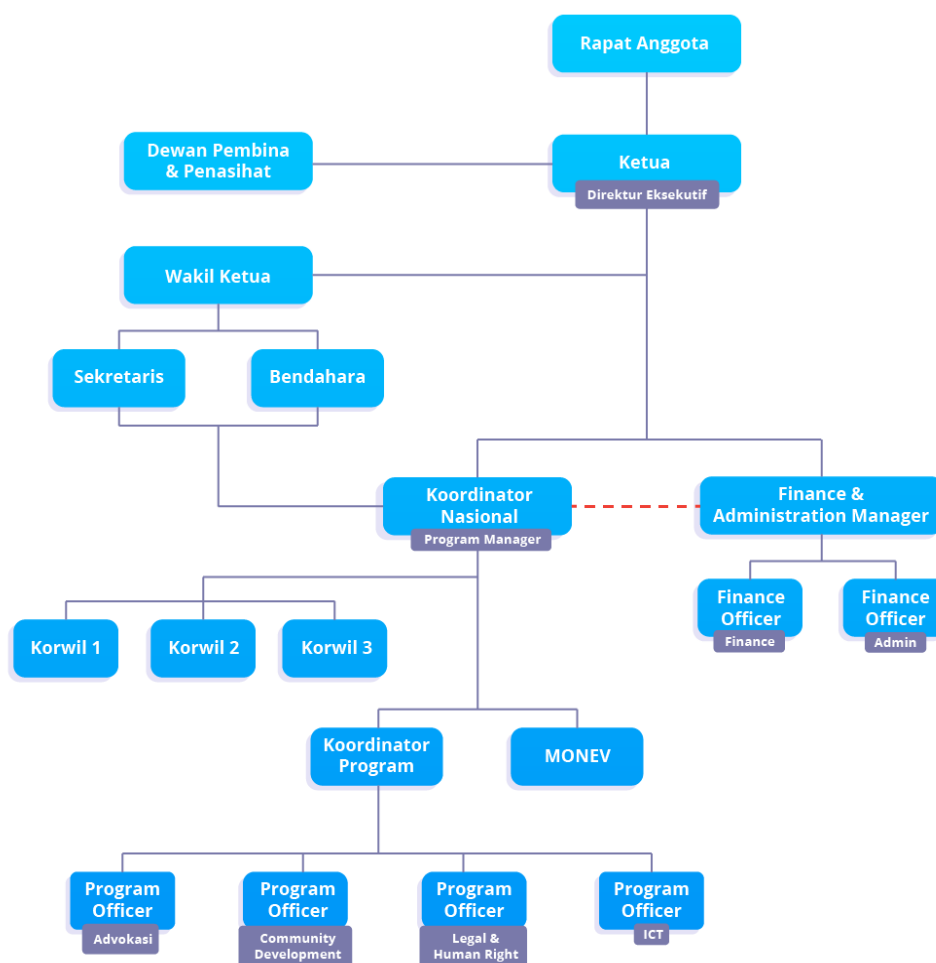 Rapat Anggota
Dewan Pembina
& Penasihat
Ketua
Direktur Eksekutif
Wakil Ketua
Sekretaris
Bendahara
Koordinator
Nasional
Program Manager
Finance &
Administration Manager
Finance
Officer
Finance
Finance
Officer
Admin
Korwil 1
Korwil 2
Korwil 3
Koordinator
Program
MONEV
Program
Officer
Advokasi
Program
Officer
Community
Development
Program
Officer
Legal &
Human Right
Program
Officer
ICT